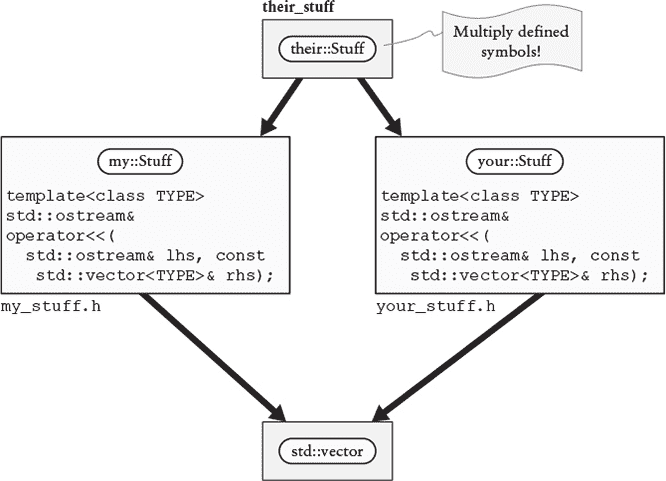 their_stuff
their::Stuff
Multiply defined
symbols!
my::Stuff
template<class TYPE>
std::ostream&
operator<<(
  std::ostream& lhs, const
   std::vector<TYPE>& rhs);
my_stuff.h
your::Stuff
template<class TYPE>
std::ostream&
operator<<(
  std::ostream& lhs, const
   std::vector<TYPE>& rhs);
your_stuff.h
std::vector